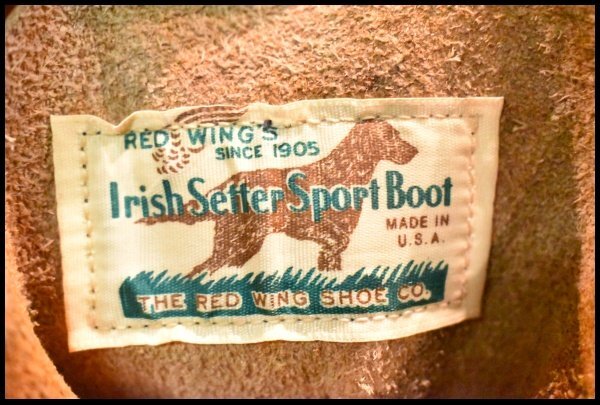 RED WING'S
SINCE 1905
Irish Setter Sport Boot
MADE IN
U.S.A.
THE RED WING SHOE CO.